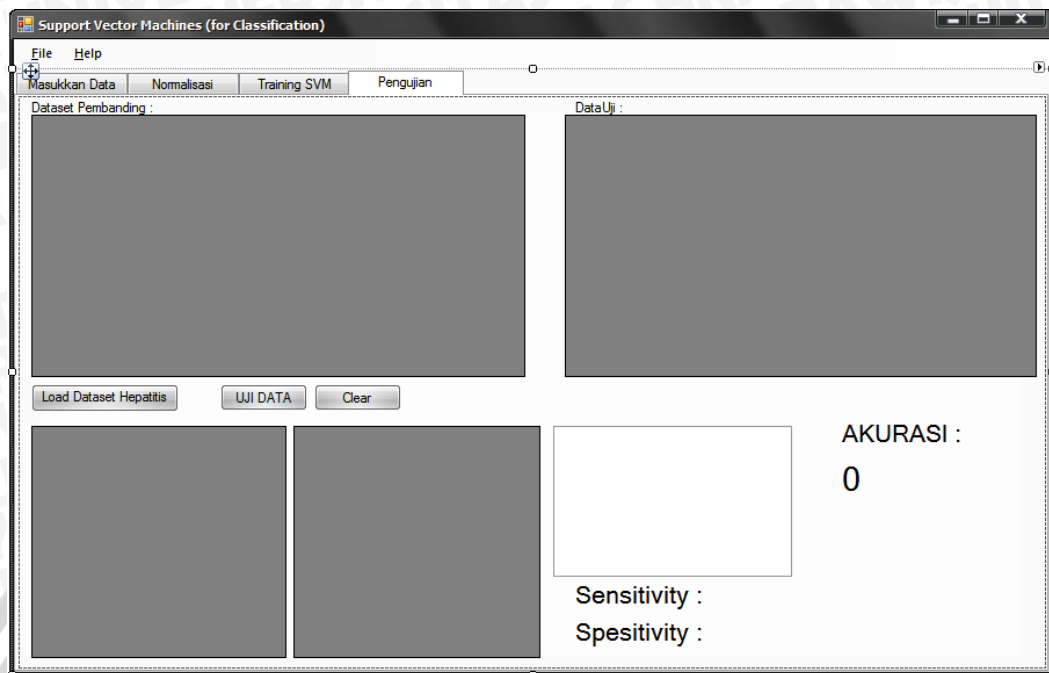 Support Vector Machines (for Classification)
File Help
Masukkan Data Normalisasi Training SVM Pengujian
Dataset Pembanding : Data Uji :
Load Dataset Hepatitis UJI DATA Clear
AKURASI :
0
Sensitivity :
Spesitivity :